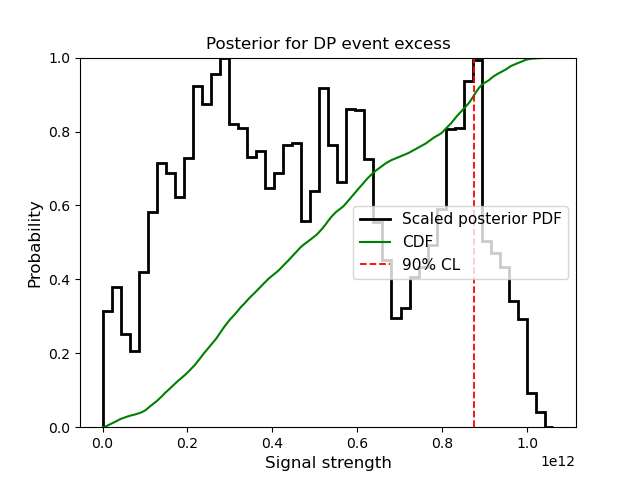 Posterior for DP event excess
1.0
0.8
0.6
0.4
0.2
0.0
Probability
Scaled posterior PDF
CDF
90% CL
0.0 0.2 0.4 0.6 0.8 1.0
1e12
Signal strength